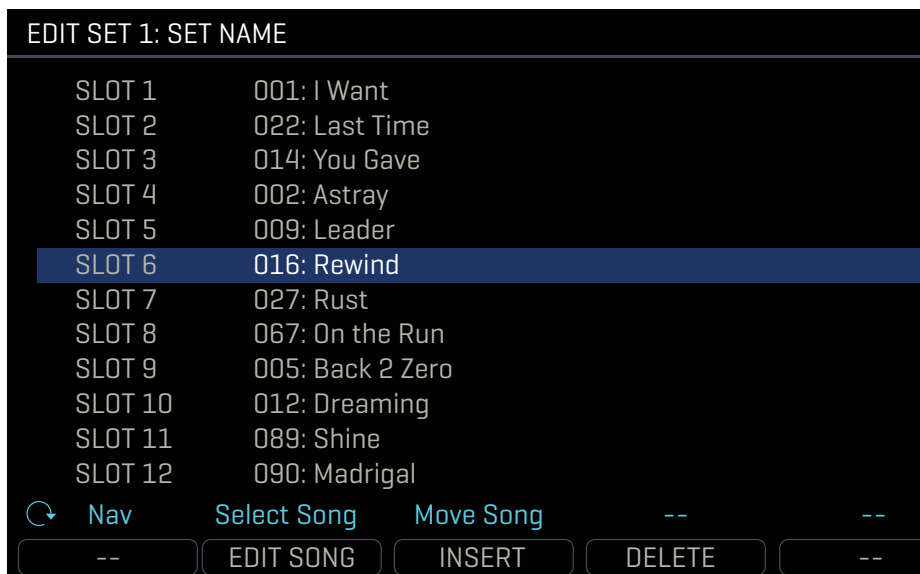 EDIT SET 1: SET NAME
SLOT 1 001: I Want
SLOT 2 022: Last Time
SLOT 3 014: You Gave
SLOT 4 002: Astray
SLOT 5 009: Leader
SLOT 6 016: Rewind
SLOT 7 027: Rust
SLOT 8 067: On the Run
SLOT 9 005: Back 2 Zero
SLOT 10 012: Dreaming
SLOT 11 089: Shine
SLOT 12 090: Madrigal
Nav Select Song Move Song -- --
-- EDIT SONG INSERT DELETE --